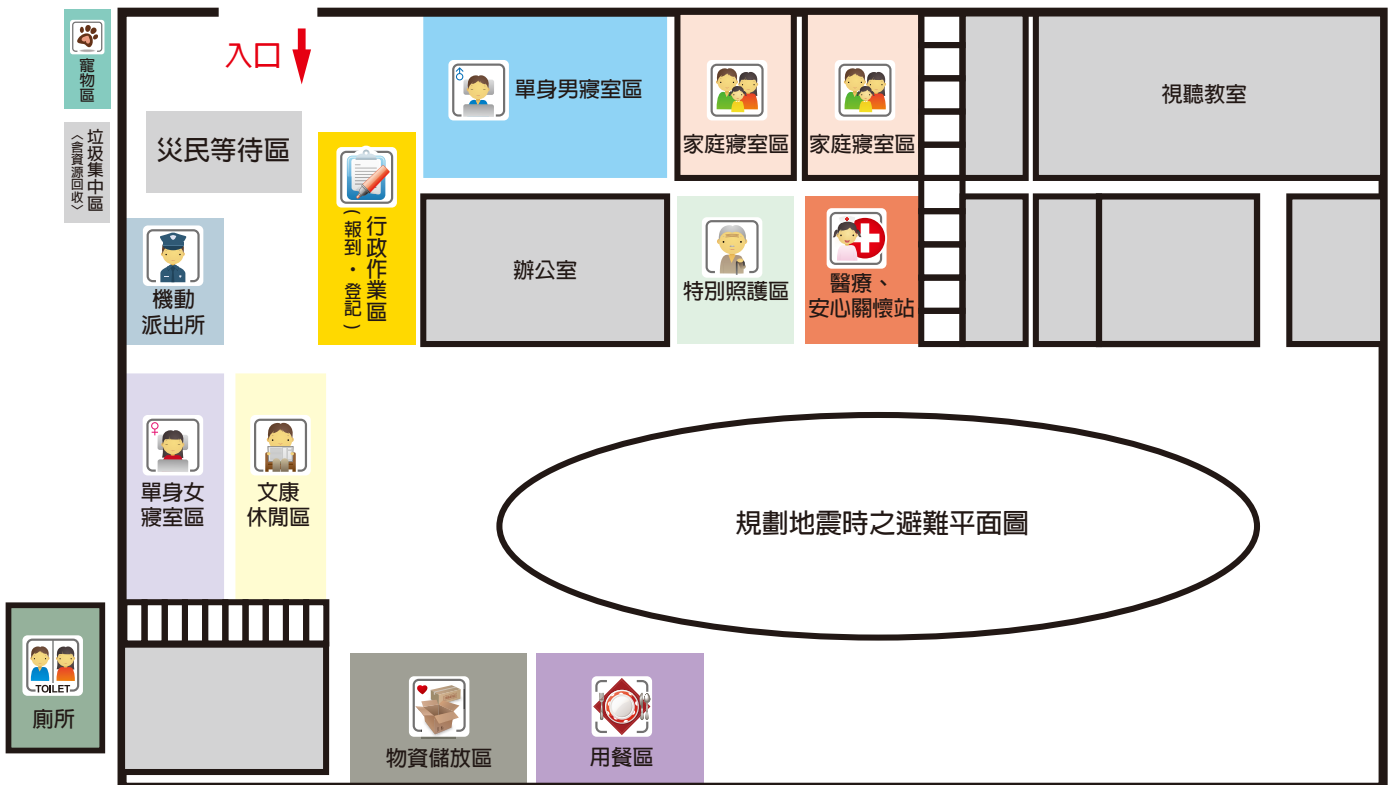 寵物區
垃圾集中區
〈含資源回收〉
入口
災民等待區
行政作業區
(報到・登記)
機動
派出所
單身男寢室區
家庭寢室區
家庭寢室區
視聽教室
辦公室
特別照護區
醫療、
安心關懷站
單身女
寢室區
文康
休閒區
規劃地震時之避難平面圖
TOILET
廁所
物資儲放區
用餐區